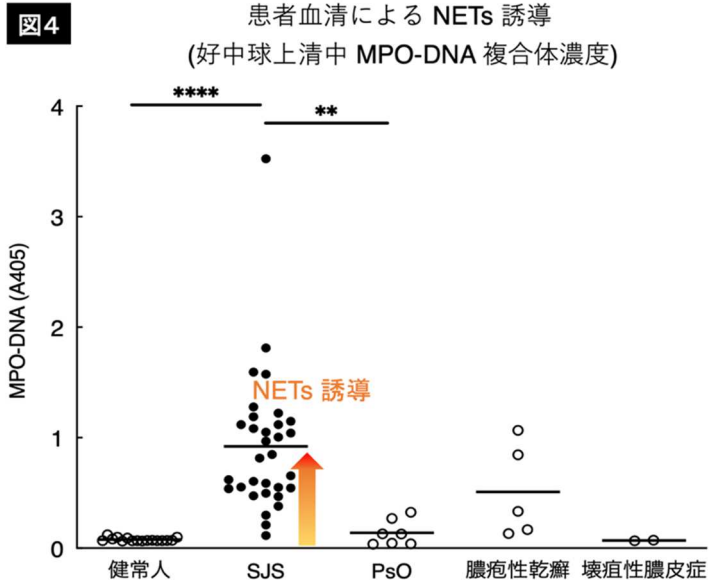 図4
患者血清による NETs 誘導
(好中球上清中 MPO-DNA 複合体濃度)
****
**
4
3
2
1
0
MPO-DNA (A405)
NETs 誘導
健常人
SJS
PsO
膿疱性乾癬
壊疽性膿皮症